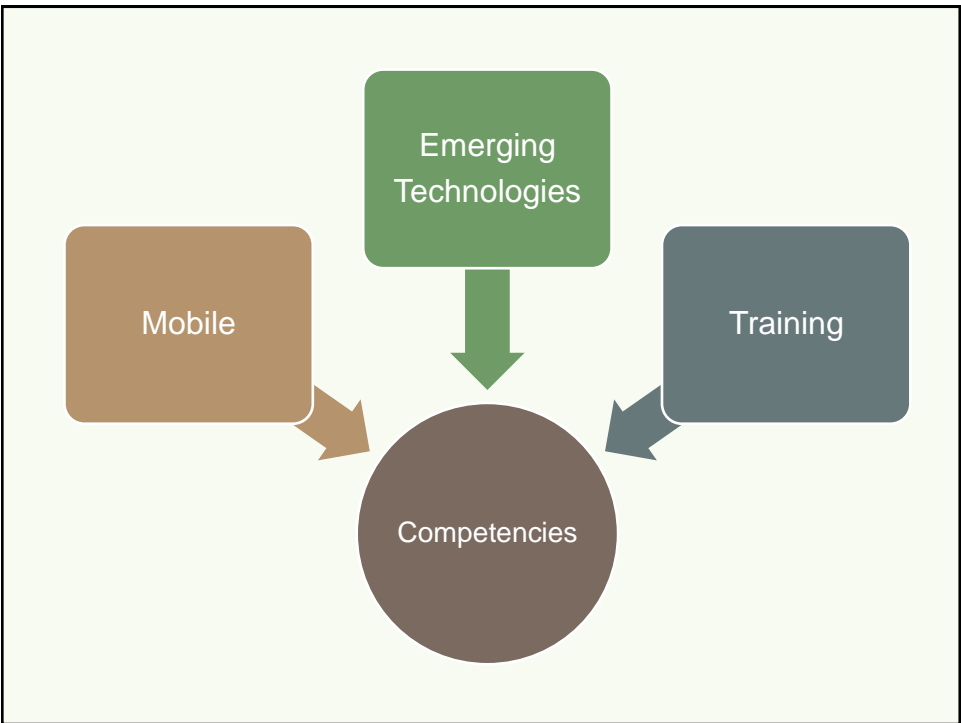 Emerging
Technologies
Mobile
Training
Competencies